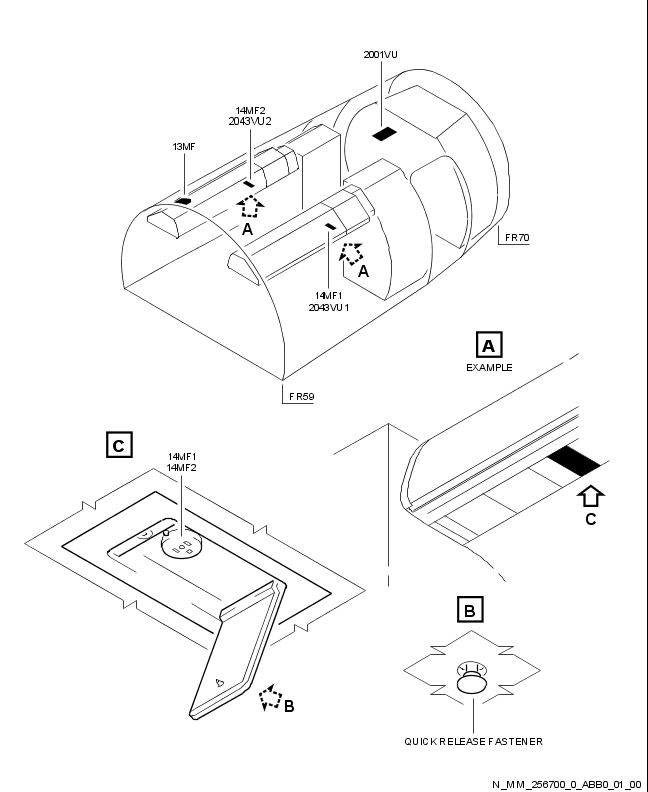 2001VU
14MF2
2043VU2
13MF
A
FR70
A
14MF1
2043VU1
A
EXAMPLE
FR59
C
14MF1
14MF2
C
B
B
QUICK RELEASE FASTENER
N_MM_256700_0_ABB0_01_00